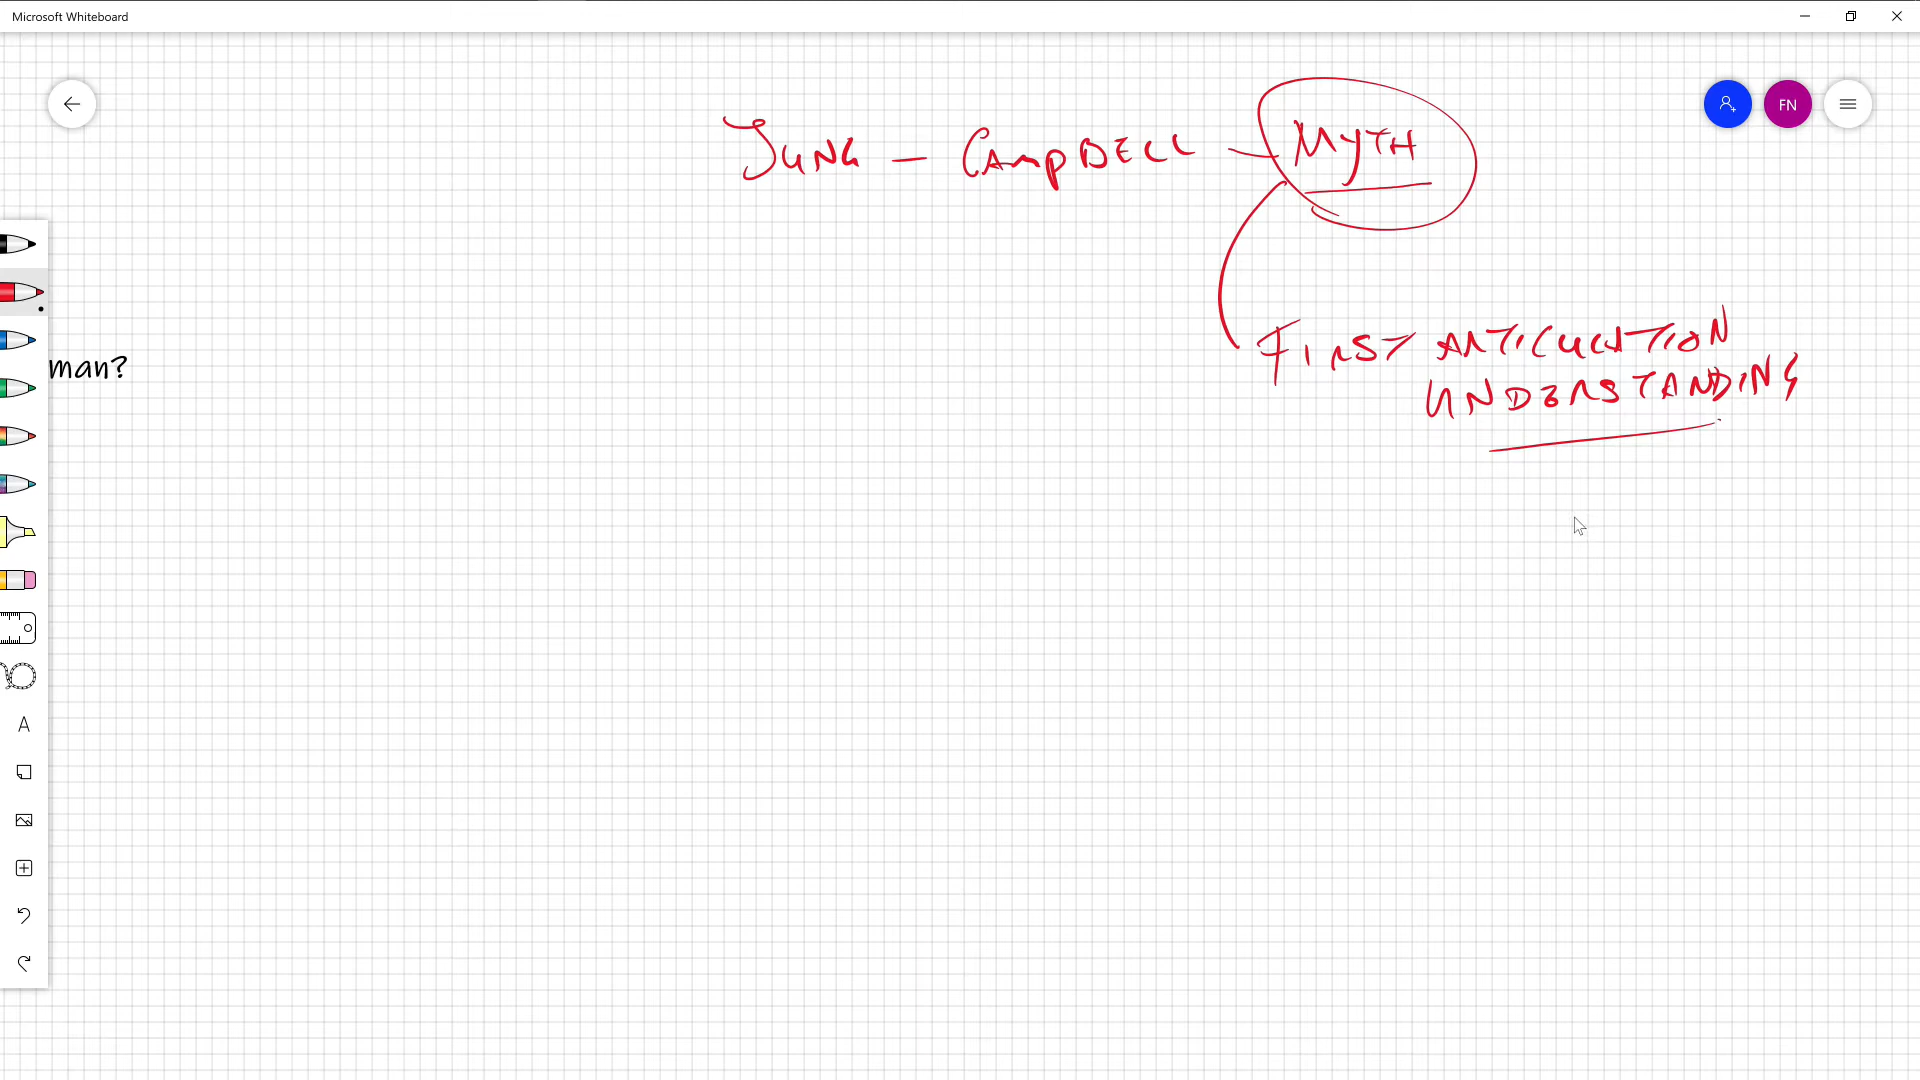 Microsoft Whiteboard
FN
JUNG — CAMPBELL — MYTH
FIRST ARTICULATION
UNDERSTANDING
man?
A